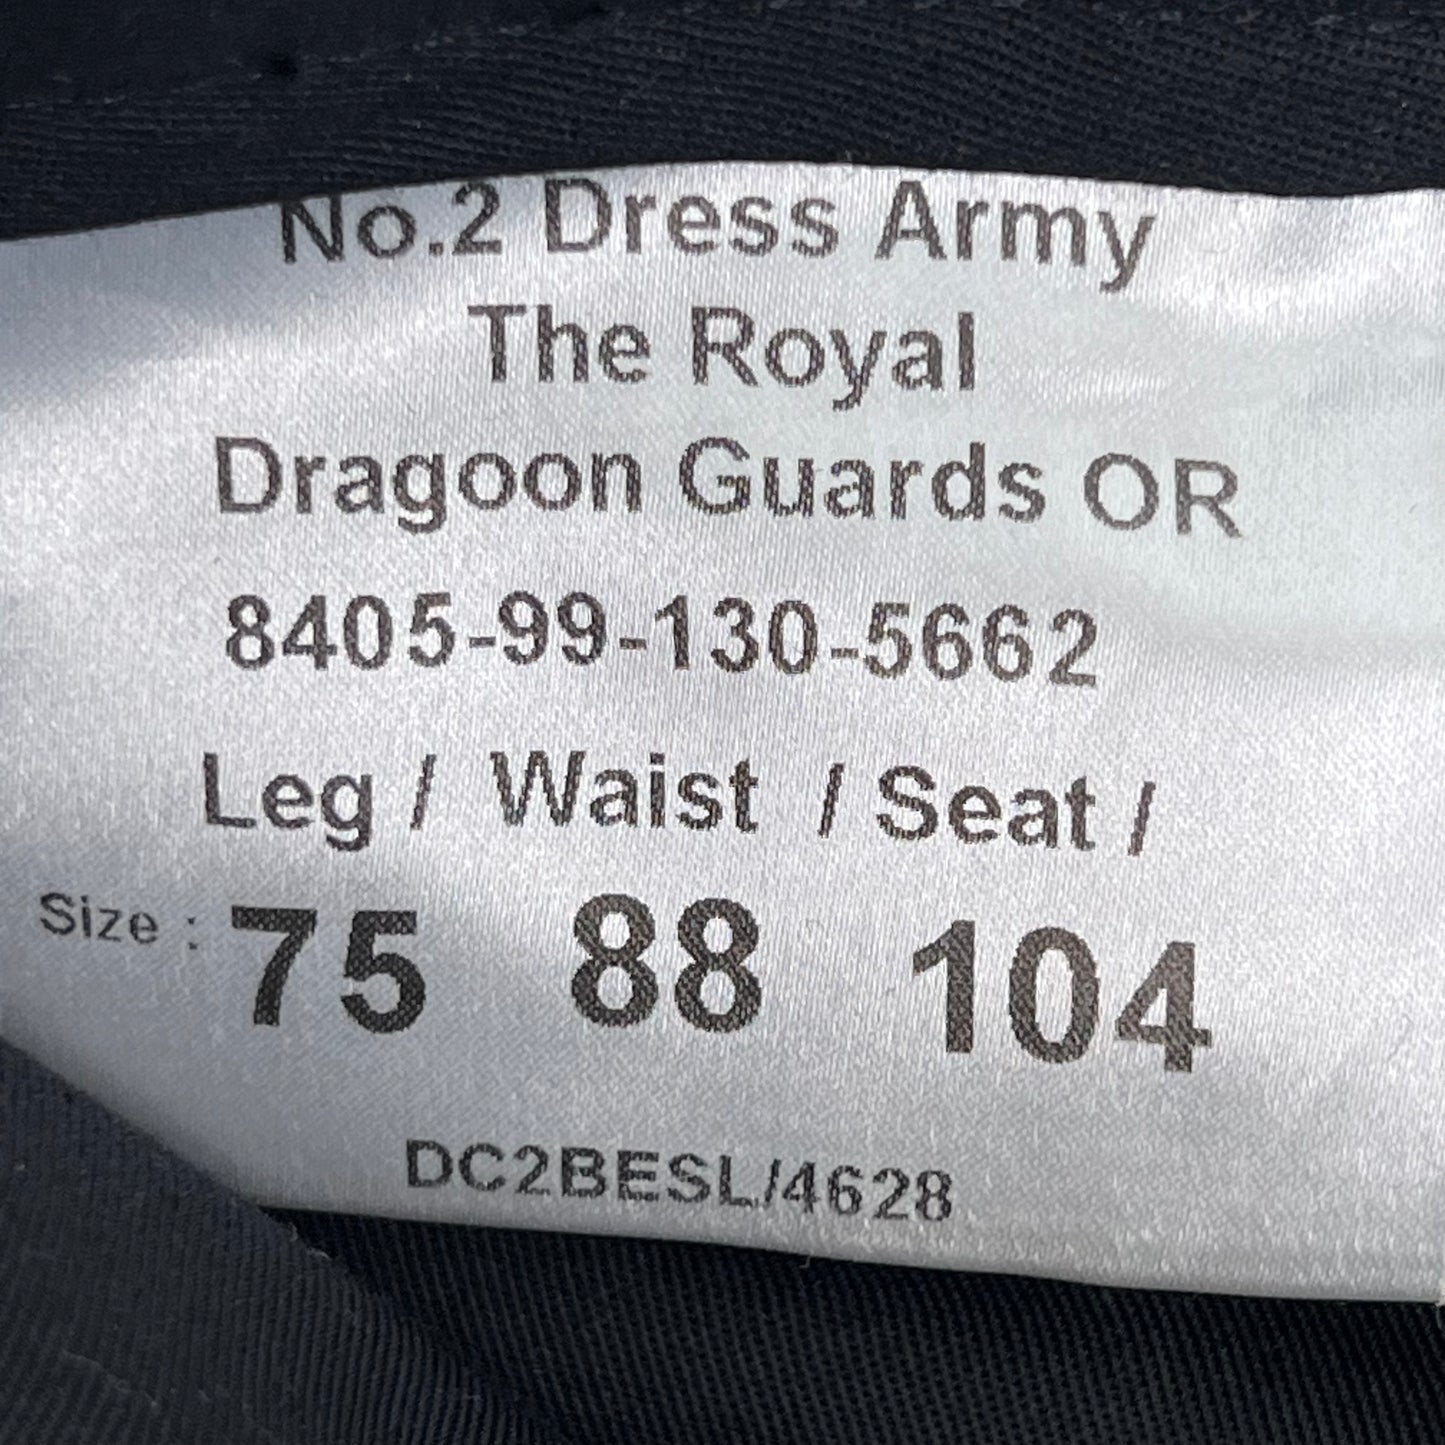 No.2 Dress Army
The Royal
Dragoon Guards OR
8405-99-130-5662
Leg / Waist / Seat /
Size : 75 88 104
DC2BESL/4628